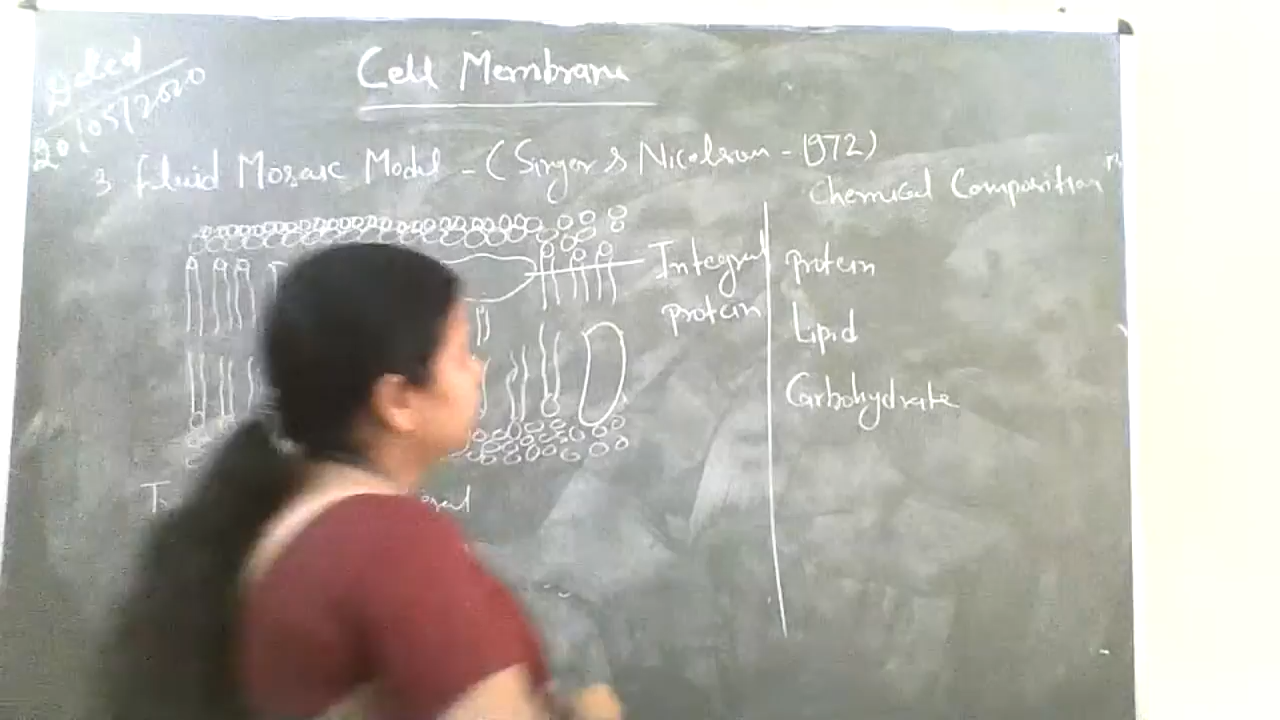 Dated
20/05/2020
Cell Membrane
3 Fluid Mosaic Model - (Singer & Nicolson - 1972)
Chemical Composition
Integral
protein
protein
Lipid
Carbohydrate